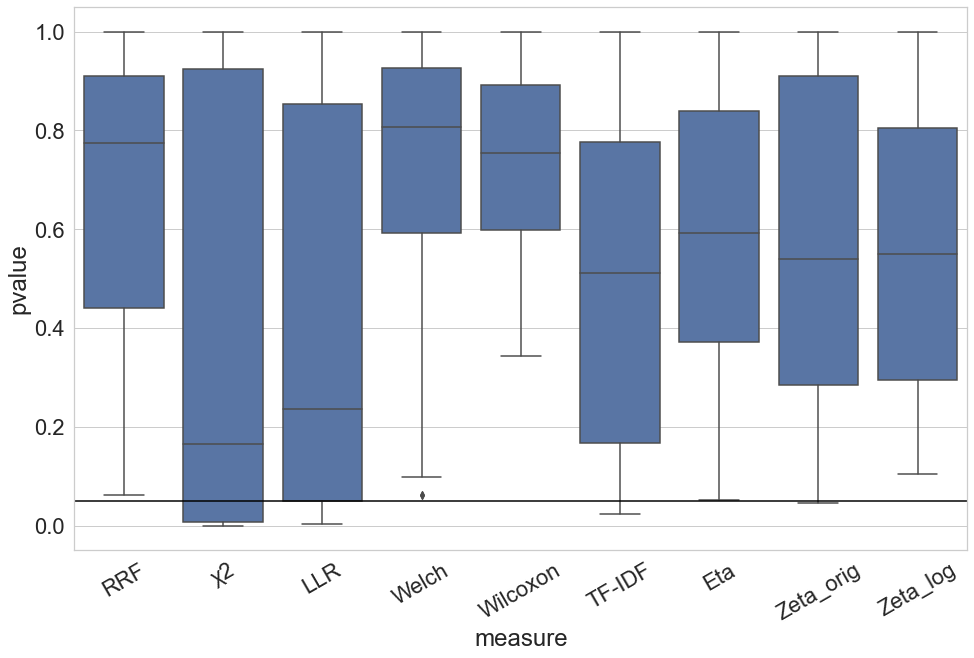 1.0
0.8
0.6
0.4
0.2
0.0
pvalue
RRF
χ2
LLR
Welch
Wilcoxon
TF-IDF
Eta
Zeta_orig
Zeta_log
measure